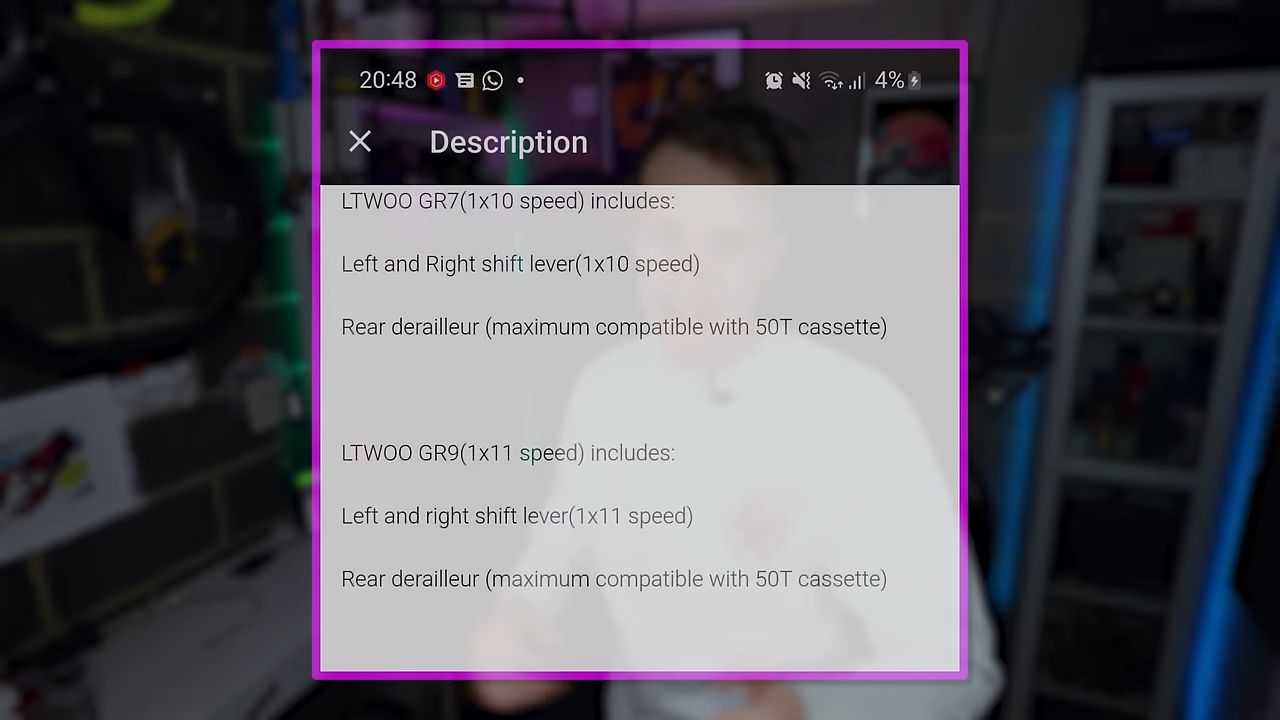 20:48
4%
Description
LTWOO GR7(1x10 speed) includes:
Left and Right shift lever(1x10 speed)
Rear derailleur (maximum compatible with 50T cassette)
LTWOO GR9(1x11 speed) includes:
Left and right shift lever(1x11 speed)
Rear derailleur (maximum compatible with 50T cassette)